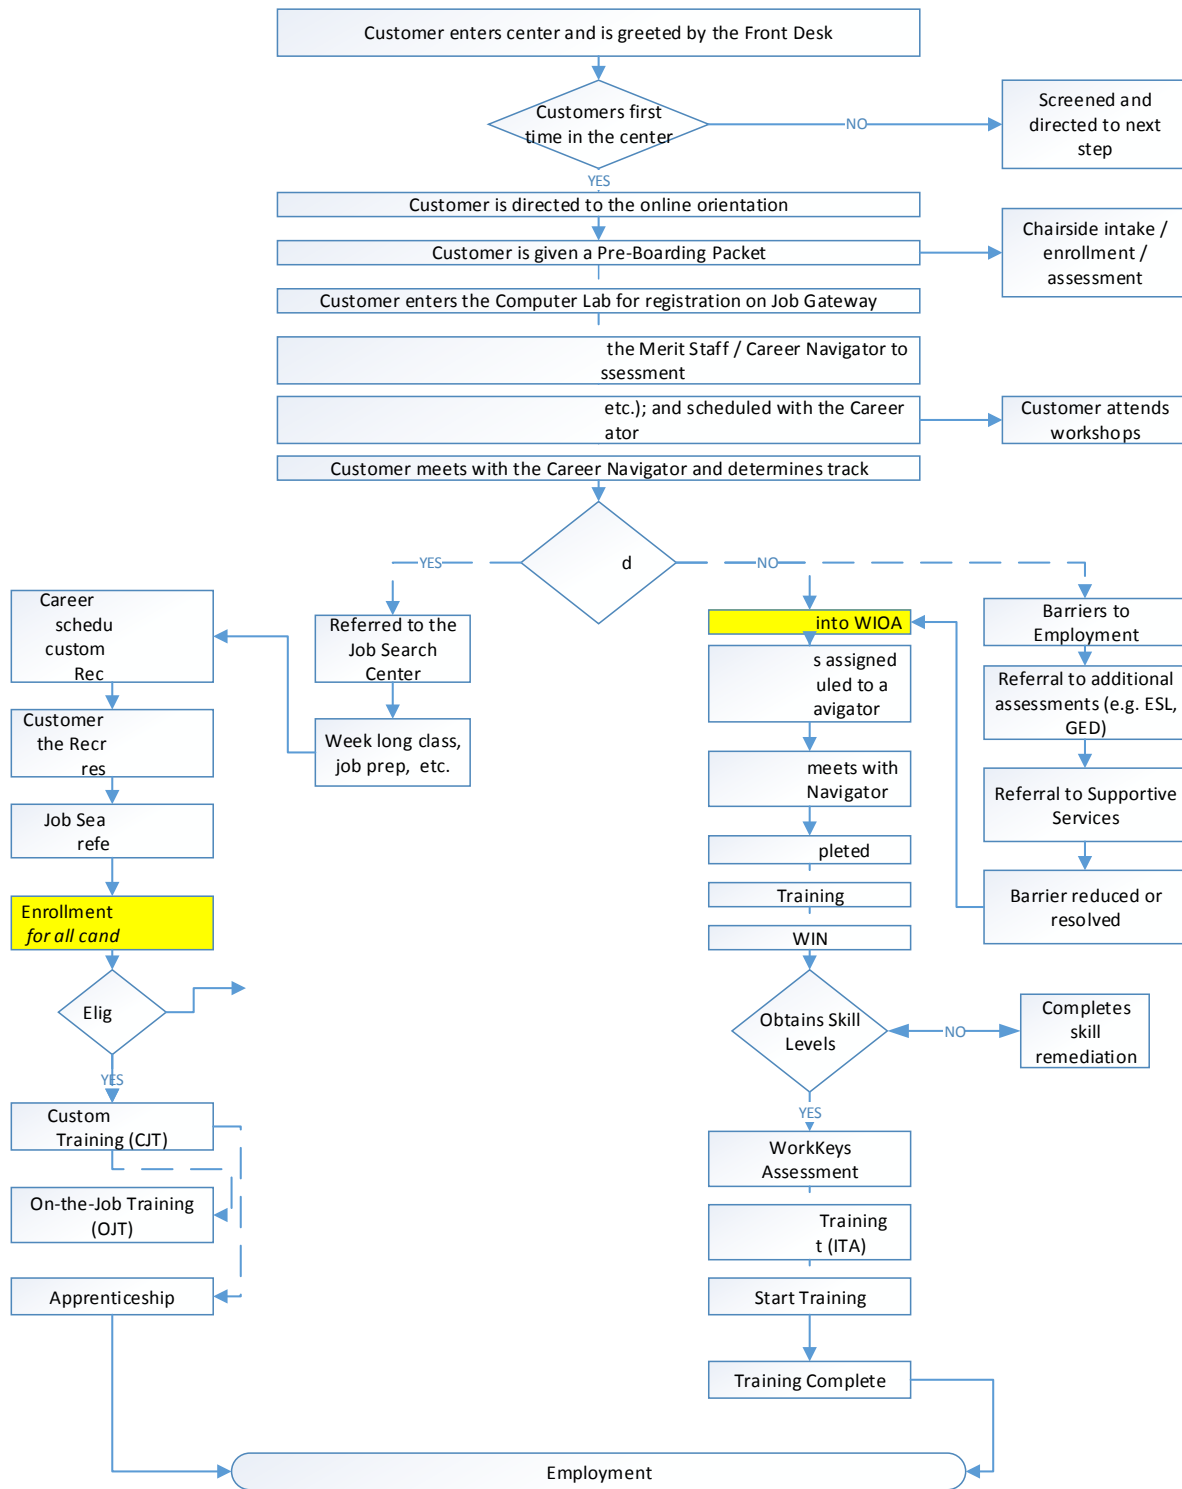 Customer enters center and is greeted by the Front Desk
Customers first
time in the center
NO
Screened and
directed to next
step
YES
Customer is directed to the online orientation
Customer is given a Pre-Boarding Packet
Chairside intake /
enrollment /
assessment
Customer enters the Computer Lab for registration on Job Gateway
the Merit Staff / Career Navigator to
ssessment
etc.); and scheduled with the Career
ator
Customer attends
workshops
Customer meets with the Career Navigator and determines track
d
YES
NO
Career
schedu
custom
Rec
Referred to the
Job Search
Center
into WIOA
Barriers to
Employment
s assigned
uled to a
avigator
Referral to additional
assessments (e.g. ESL,
GED)
Customer
the Recr
res
Week long class,
job prep, etc.
meets with
Navigator
Referral to Supportive
Services
Job Sea
refe
pleted
Training
Barrier reduced or
resolved
Enrollment
for all cand
WIN
Elig
Obtains Skill
Levels
NO
Completes
skill
remediation
YES
YES
Custom
Training (CJT)
WorkKeys
Assessment
On-the-Job Training
(OJT)
Training
t (ITA)
Apprenticeship
Start Training
Training Complete
Employment